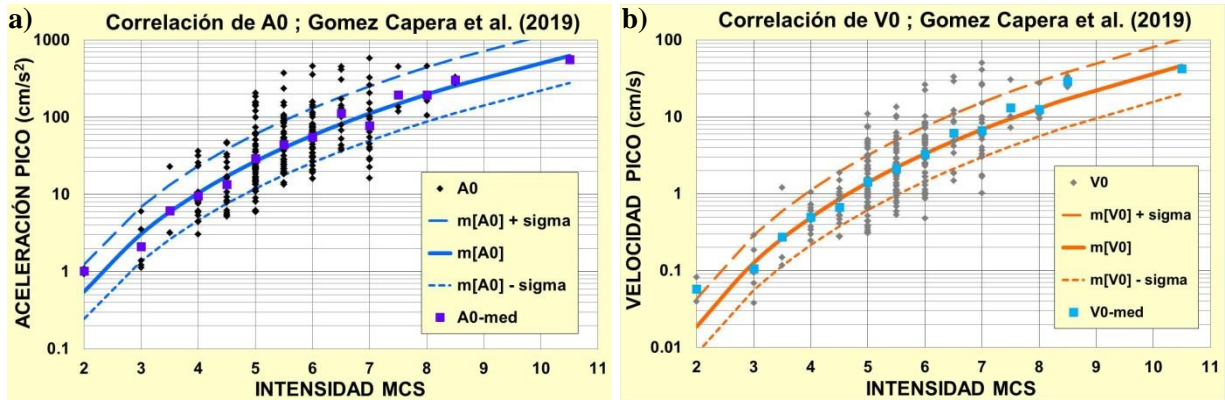 a)
Correlación de A0 ; Gomez Capera et al. (2019)
ACELERACIÓN PICO (cm/s²)
1000
100
10
1
0.1
A0
m[A0] + sigma
m[A0]
m[A0] - sigma
A0-med
2 3 4 5 6 7 8 9 10 11
INTENSIDAD MCS
b)
Correlación de V0 ; Gomez Capera et al. (2019)
VELOCIDAD PICO (cm/s)
100
10
1
0.1
0.01
V0
m[V0] + sigma
m[V0]
m[V0] - sigma
V0-med
2 3 4 5 6 7 8 9 10 11
INTENSIDAD MCS